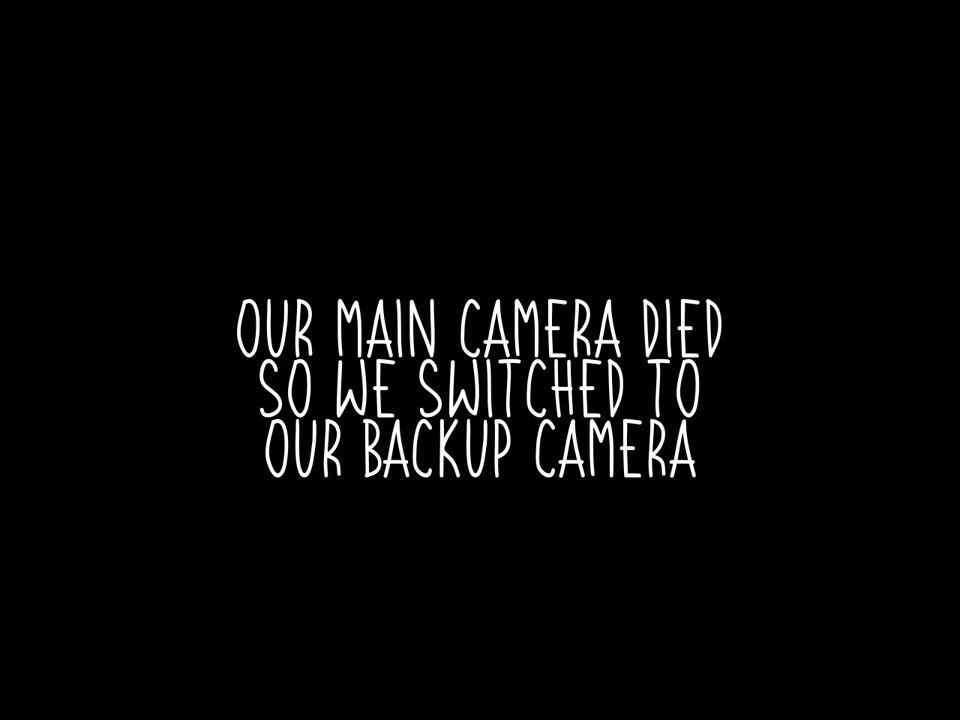 OUR MAIN CAMERA DIED
SO WE SWITCHED TO
OUR BACKUP CAMERA